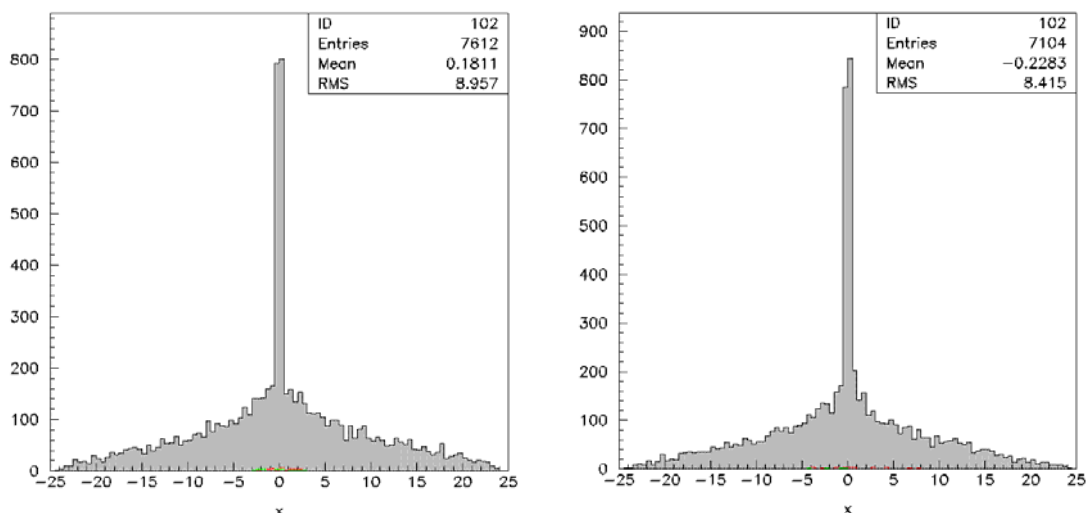 ID 102
Entries 7612
Mean 0.1811
RMS 8.957
800
700
600
500
400
300
200
100
0
−25 −20 −15 −10 −5 0 5 10 15 20 25
x
ID 102
Entries 7104
Mean −0.2283
RMS 8.415
900
800
700
600
500
400
300
200
100
0
−25 −20 −15 −10 −5 0 5 10 15 20 25
x